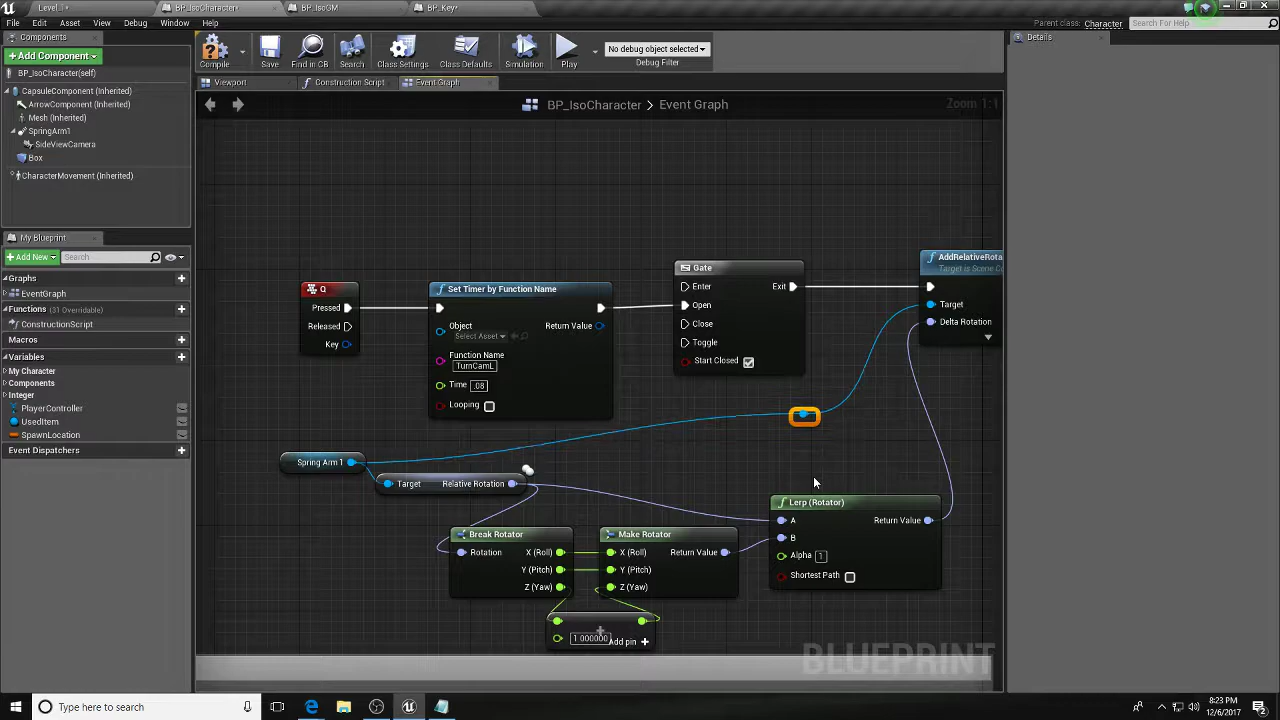 Level_1*
BP_IsoCharacter*
BP_IsoGM
BP_Key*
File Edit Asset View Debug Window Help
Parent class: Character
Search For Help
Components
Details
+ Add Component
Compile
Save
Find in CB
Search
Class Settings
Class Defaults
Simulation
Play
No debug object selected
Debug Filter
BP_IsoCharacter(self)
Viewport
Construction Script
Event Graph
CapsuleComponent (Inherited)
ArrowComponent (Inherited)
Mesh (Inherited)
SpringArm1
SideViewCamera
Box
CharacterMovement (Inherited)
BP_IsoCharacter > Event Graph
Zoom 1:1
My Blueprint
+ Add New
Search
Graphs
EventGraph
Functions (31 Overridable)
ConstructionScript
Macros
Variables
My Character
Components
Integer
PlayerController
UsedItem
SpawnLocation
Event Dispatchers
Q
Pressed
Released
Key
Set Timer by Function Name
Object
Select Asset
Return Value
Function Name
TurnCamL
Time .08
Looping
Gate
Enter Exit
Open
Close
Toggle
Start Closed
AddRelativeRota
Target is Scene C
Target
Delta Rotation
Spring Arm 1
Target Relative Rotation
Break Rotator
Rotation
X (Roll)
Y (Pitch)
Z (Yaw)
Make Rotator
X (Roll) Return Value
Y (Pitch)
Z (Yaw)
1.000000
Add pin +
Lerp (Rotator)
A Return Value
B
Alpha 1
Shortest Path
BLUEPRINT
Type here to search
8:23 PM
12/6/2017
2